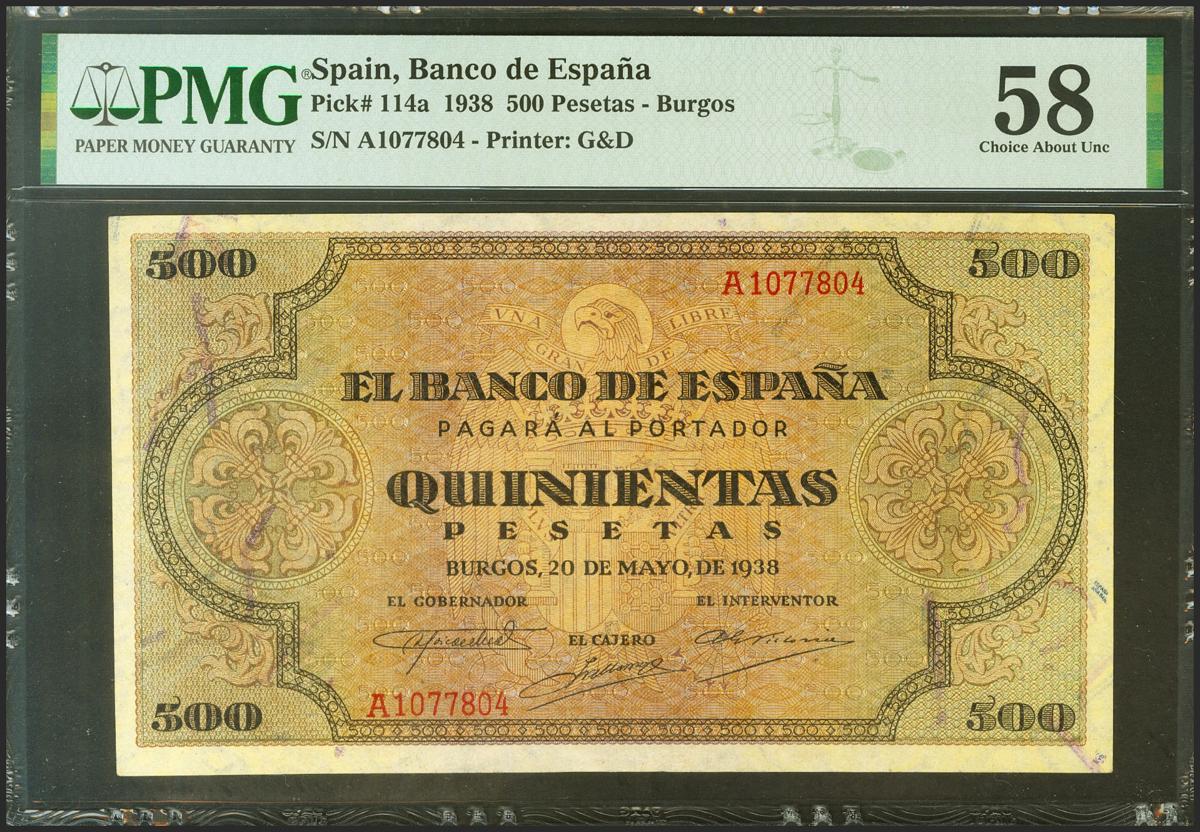 PMG®
PAPER MONEY GUARANTY
Spain, Banco de España
Pick# 114a 1938 500 Pesetas - Burgos
S/N A1077804 - Printer: G&D
58
Choice About Unc
500
500
A1077804
VNA GRANDE LIBRE
EL BANCO DE ESPAÑA
PAGARÁ AL PORTADOR
QUINIENTAS
PESETAS
BURGOS, 20 DE MAYO, DE 1938
EL GOBERNADOR
EL INTERVENTOR
EL CAJERO
A1077804
500
500